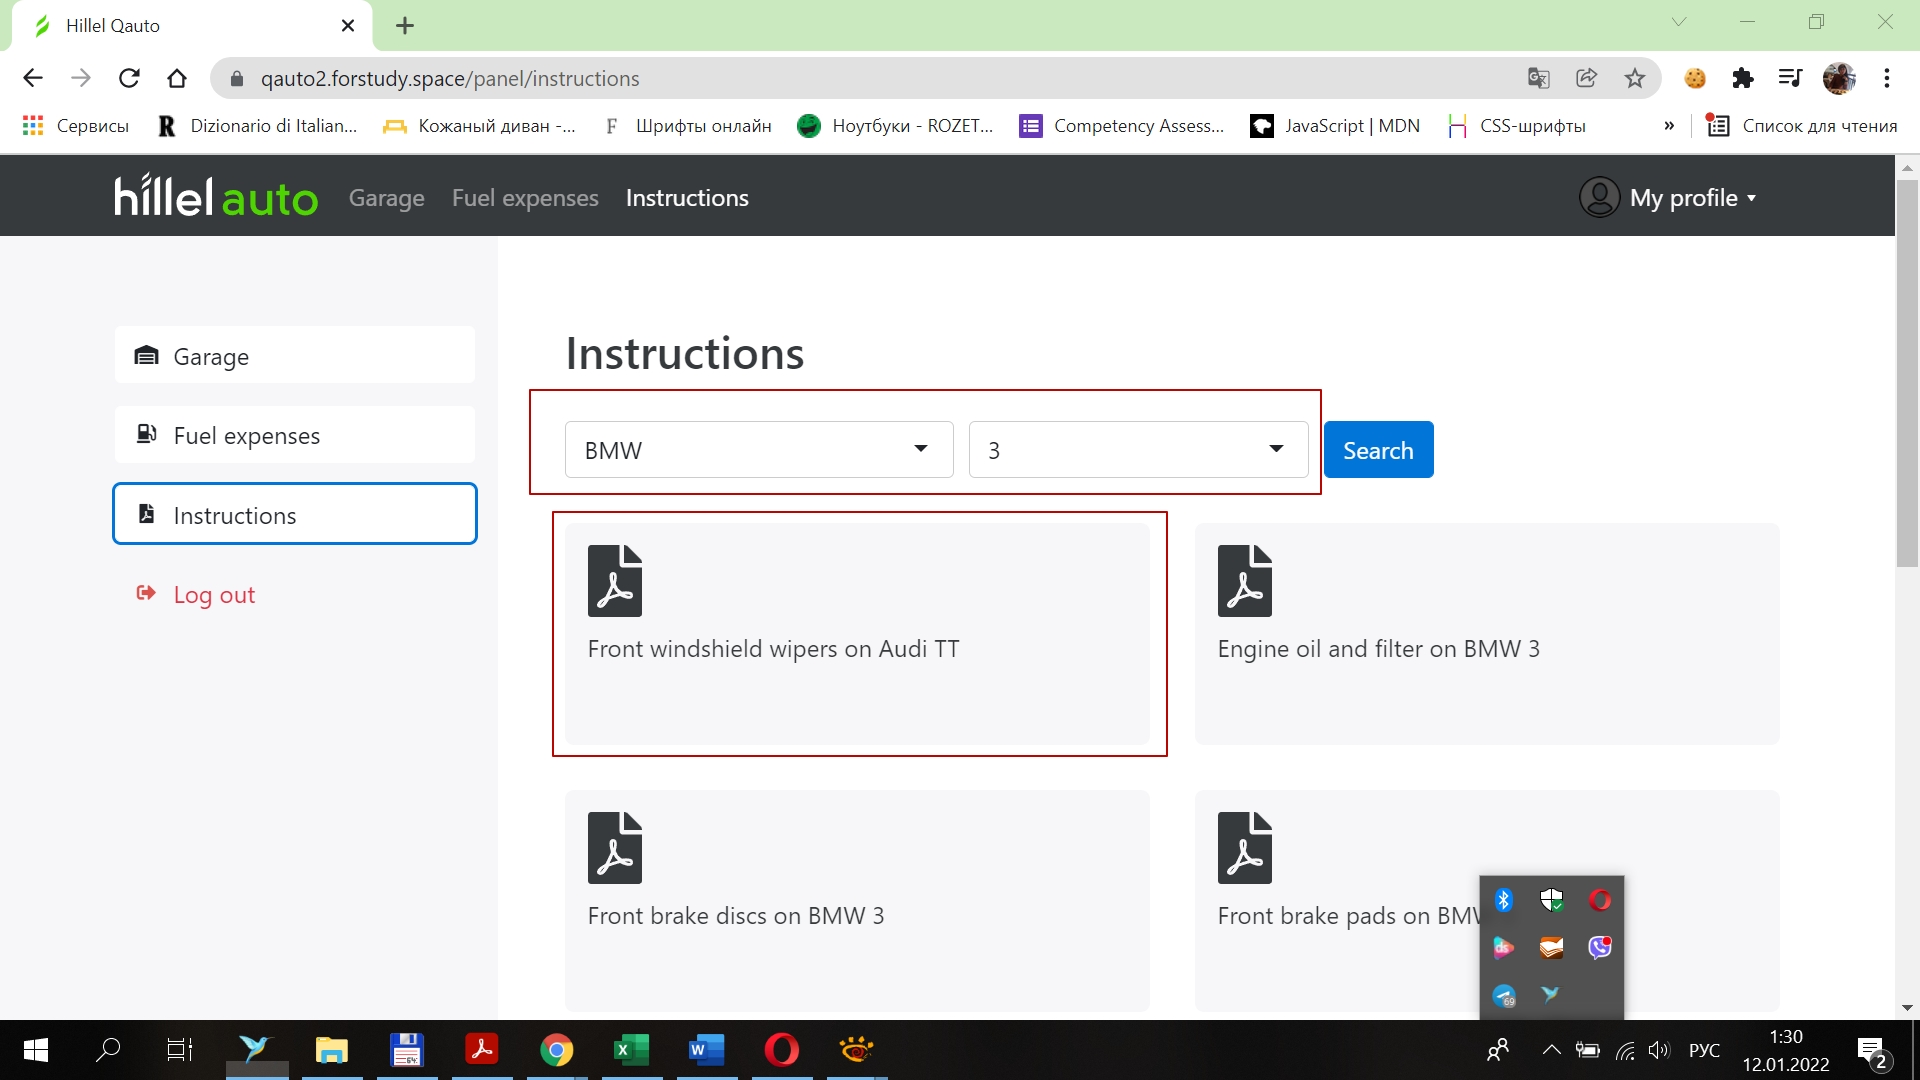 Hillel Qauto
qauto2.forstudy.space/panel/instructions
Сервисы
Dizionario di Italian...
Кожаный диван -...
Шрифты онлайн
Ноутбуки - ROZET...
Competency Assess...
JavaScript | MDN
CSS-шрифты
»
Список для чтения
hillel auto
Garage
Fuel expenses
Instructions
My profile
Garage
Fuel expenses
Instructions
Log out
Instructions
BMW
3
Search
Front windshield wipers on Audi TT
Engine oil and filter on BMW 3
Front brake discs on BMW 3
Front brake pads on BMW
69
РУС
1:30
12.01.2022
2